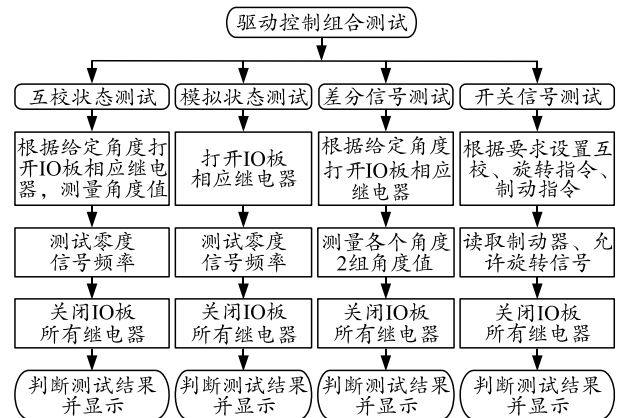 驱动控制组合测试
互校状态测试
模拟状态测试
差分信号测试
开关信号测试
根据给定角度打
开IO板相应继电
器，测量角度值
打开IO板
相应继电器
根据给定角度
打开IO板相应
继电器
根据要求设置互
校、旋转指令、
制动指令
测试零度
信号频率
测试零度
信号频率
测量各个角度
2组角度值
读取制动器、允
许旋转信号
关闭IO板
所有继电器
关闭IO板
所有继电器
关闭IO板
所有继电器
关闭IO板
所有继电器
判断测试结果
并显示
判断测试结果
并显示
判断测试结果
并显示
判断测试结果
并显示